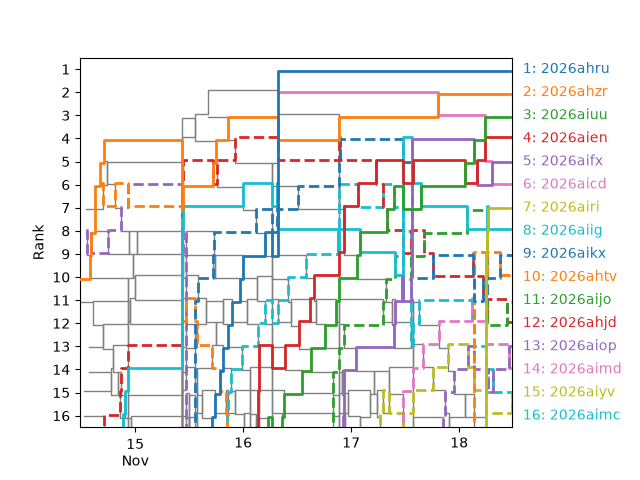 1
2
3
4
5
6
7
8
9
10
11
12
13
14
15
16
Rank
15
16
17
18
Nov
1: 2026ahru
2: 2026ahzr
3: 2026aiuu
4: 2026aien
5: 2026aifx
6: 2026aicd
7: 2026airi
8: 2026aiig
9: 2026aikx
10: 2026ahtv
11: 2026aijo
12: 2026ahjd
13: 2026aiop
14: 2026aimd
15: 2026aiyv
16: 2026aimc